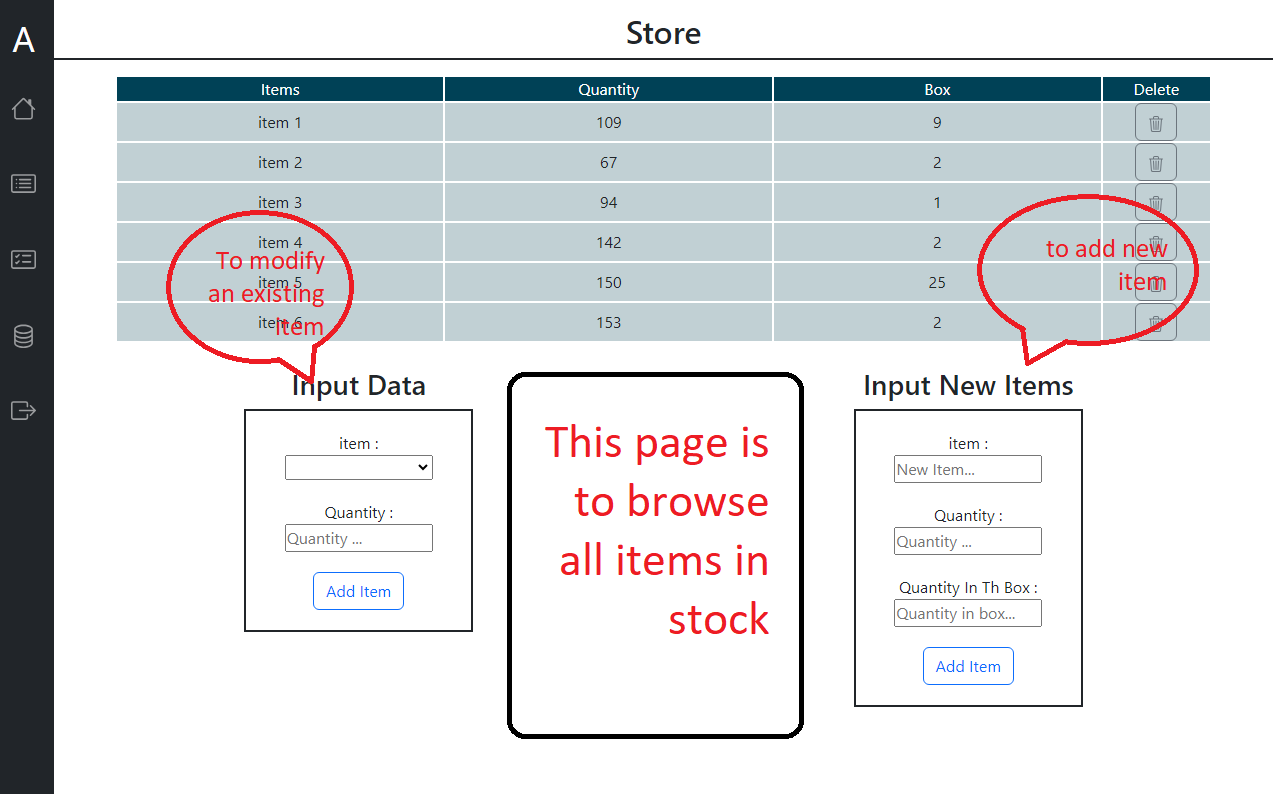 A
Store
Items Quantity Box Delete
item 1 109 9
item 2 67 2
item 3 94 1
item 4 142 2
item 5 150 25
item 6 153 2
To modify
an existing
item
to add new
item
Input Data
item :
Quantity :
Quantity ...
Add Item
This page is
to browse
all items in
stock
Input New Items
item :
New Item...
Quantity :
Quantity ...
Quantity In Th Box :
Quantity in box...
Add Item